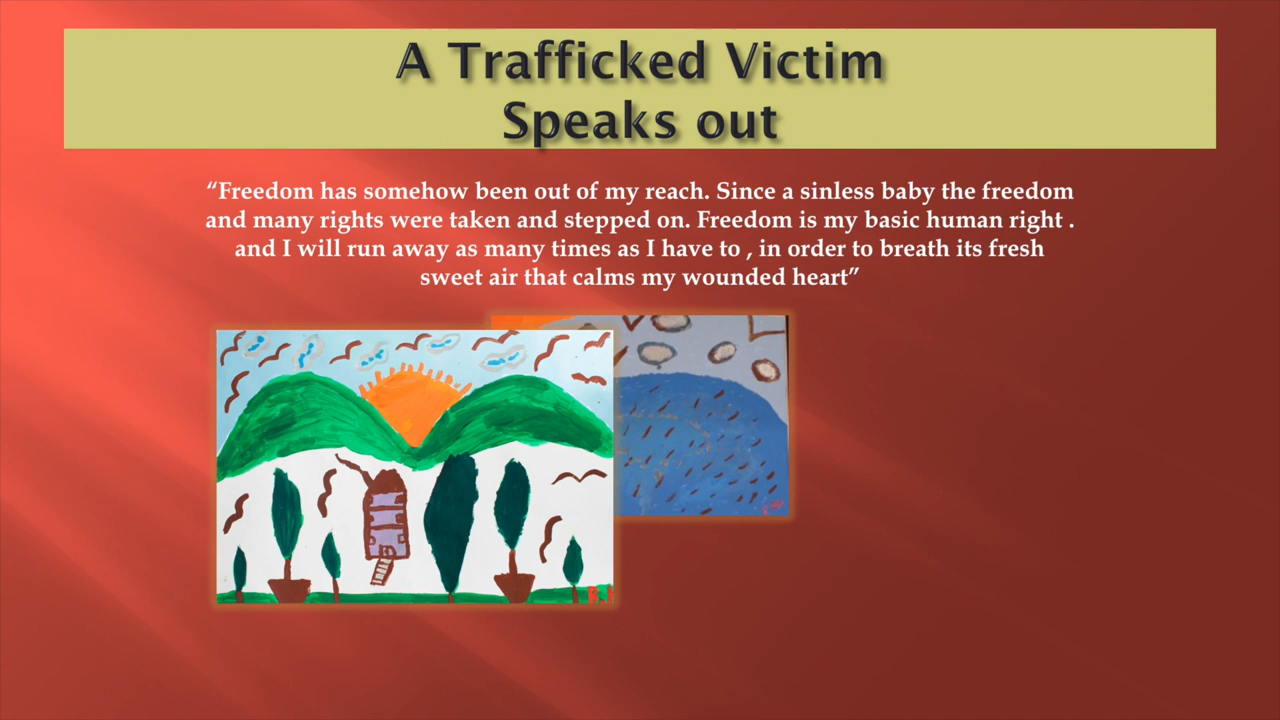 A Trafficked Victim
Speaks out
“Freedom has somehow been out of my reach. Since a sinless baby the freedom
and many rights were taken and stepped on. Freedom is my basic human right .
and I will run away as many times as I have to , in order to breath its fresh
sweet air that calms my wounded heart”